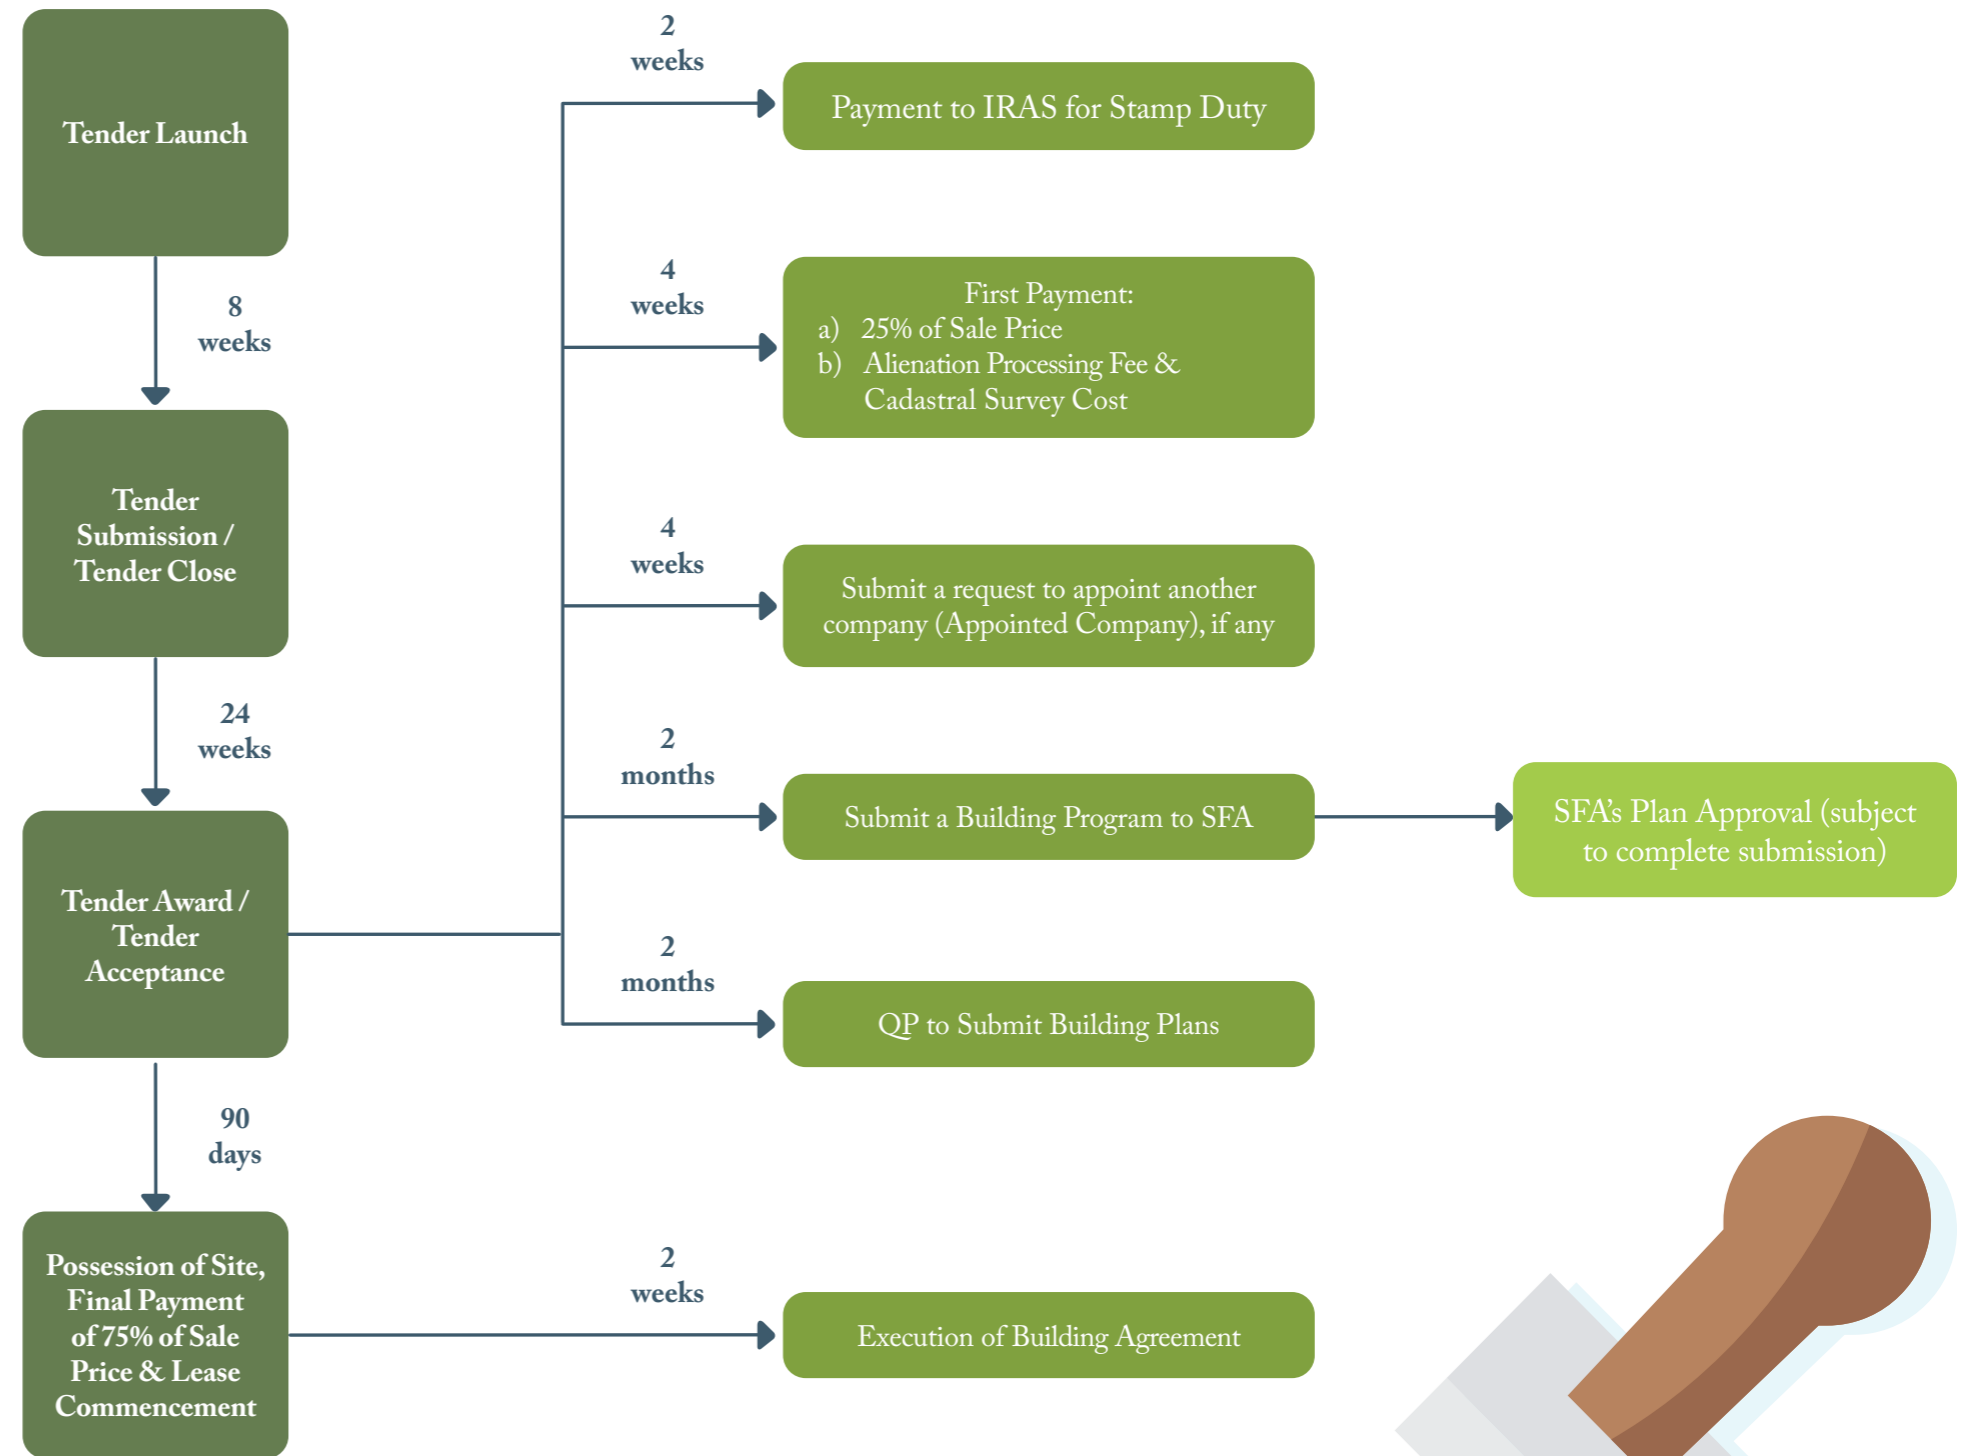 Tender Launch
8
weeks
Tender
Submission /
Tender Close
24
weeks
Tender Award /
Tender
Acceptance
2
weeks
Payment to IRAS for Stamp Duty
4
weeks
First Payment:
a) 25% of Sale Price
b) Alienation Processing Fee &
Cadastral Survey Cost
4
weeks
Submit a request to appoint another
company (Appointed Company), if any
2
months
Submit a Building Program to SFA
SFA’s Plan Approval (subject
to complete submission)
2
months
QP to Submit Building Plans
90
days
Possession of Site,
Final Payment
of 75% of Sale
Price & Lease
Commencement
2
weeks
Execution of Building Agreement